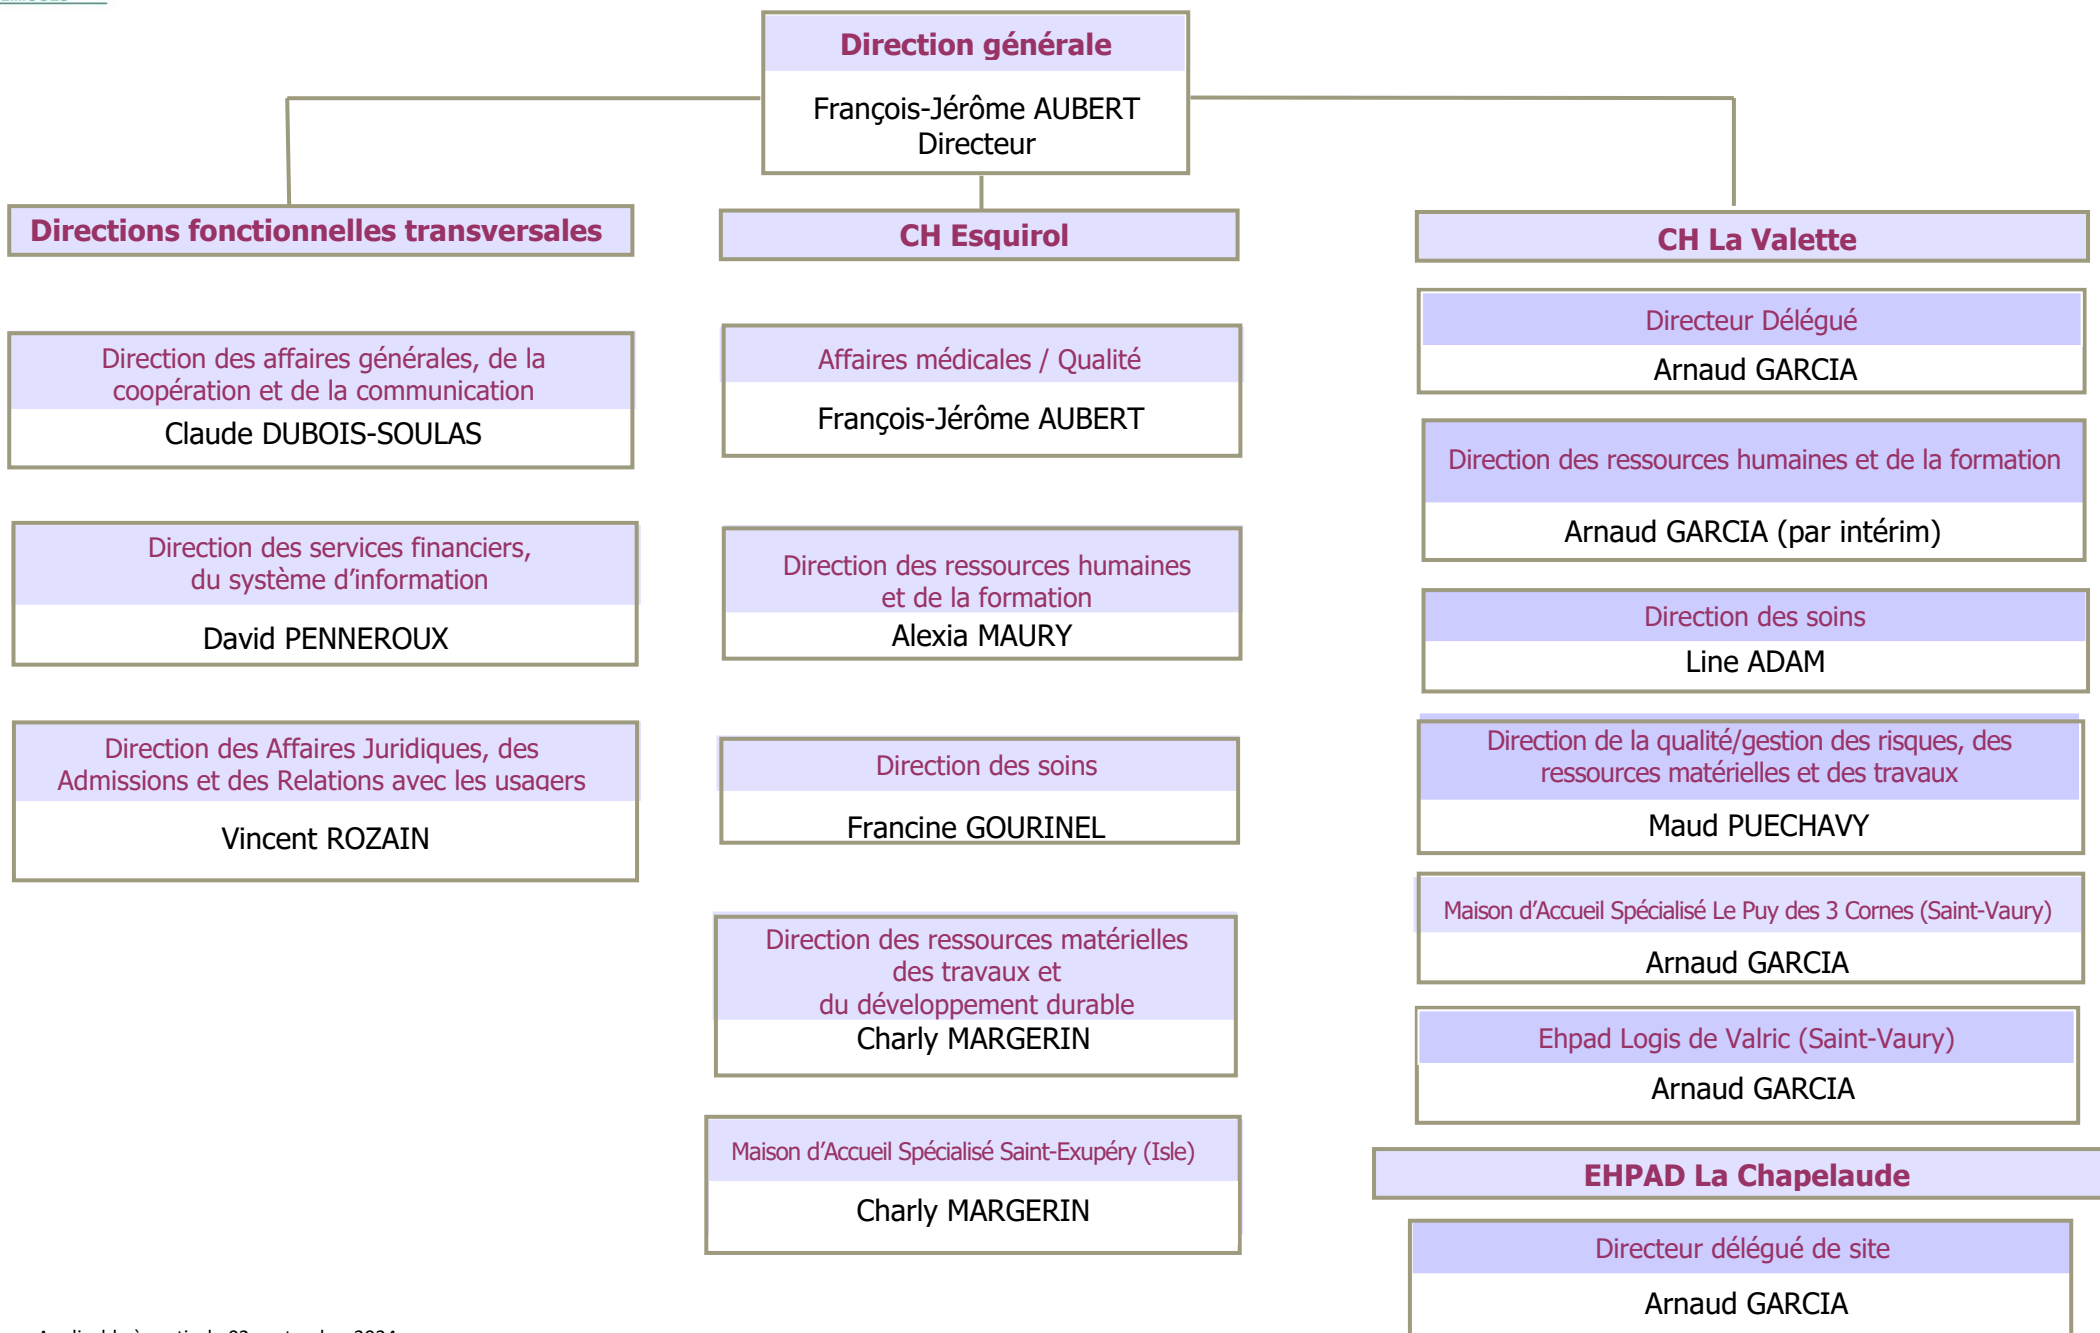 Direction générale
François-Jérôme AUBERT
Directeur
Directions fonctionnelles transversales
Direction des affaires générales, de la
coopération et de la communication
Claude DUBOIS-SOULAS
Direction des services financiers,
du système d’information
David PENNEROUX
Direction des Affaires Juridiques, des
Admissions et des Relations avec les usagers
Vincent ROZAIN
CH Esquirol
Affaires médicales / Qualité
François-Jérôme AUBERT
Direction des ressources humaines
et de la formation
Alexia MAURY
Direction des soins
Francine GOURINEL
Direction des ressources matérielles
des travaux et
du développement durable
Charly MARGERIN
Maison d’Accueil Spécialisé Saint-Exupéry (Isle)
Charly MARGERIN
CH La Valette
Directeur Délégué
Arnaud GARCIA
Direction des ressources humaines et de la formation
Arnaud GARCIA (par intérim)
Direction des soins
Line ADAM
Direction de la qualité/gestion des risques, des
ressources matérielles et des travaux
Maud PUECHAVY
Maison d’Accueil Spécialisé Le Puy des 3 Cornes (Saint-Vaury)
Arnaud GARCIA
Ehpad Logis de Valric (Saint-Vaury)
Arnaud GARCIA
EHPAD La Chapelaude
Directeur délégué de site
Arnaud GARCIA